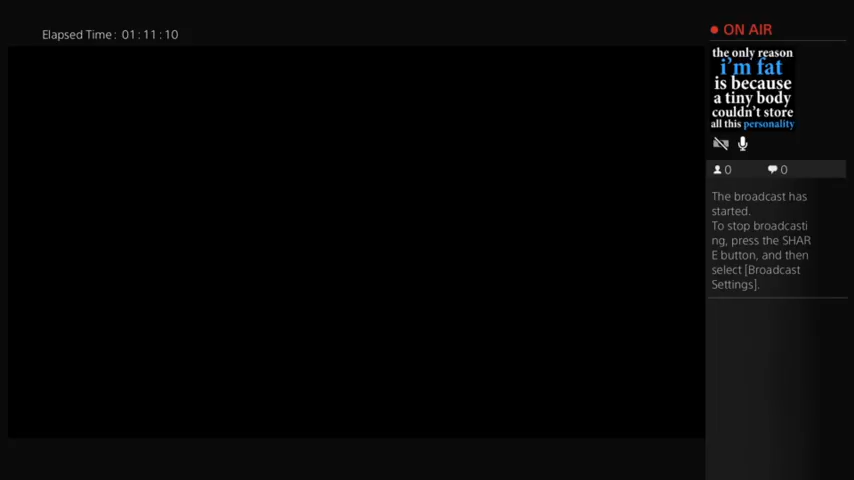 Elapsed Time : 01 : 11 : 10
ON AIR
the only reason
i'm fat
is because
a tiny body
couldn't store
all this personality
0 0
The broadcast has
started.
To stop broadcasti
ng, press the SHAR
E button, and then
select [Broadcast
Settings].